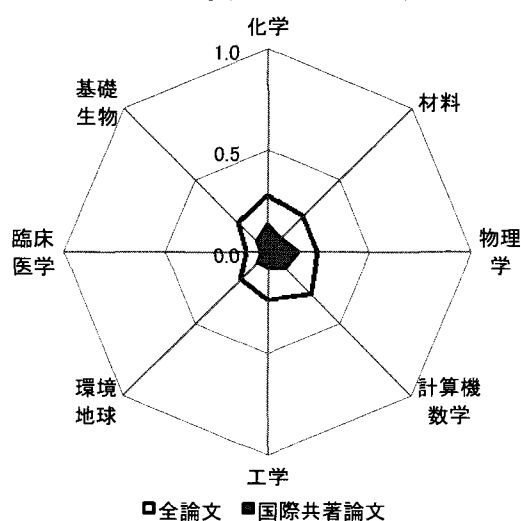 化学
1.0
基礎
生物
材料
0.5
臨床
医学
0.0
物理
学
環境
地球
計算機
数学
工学
全論文 国際共著論文